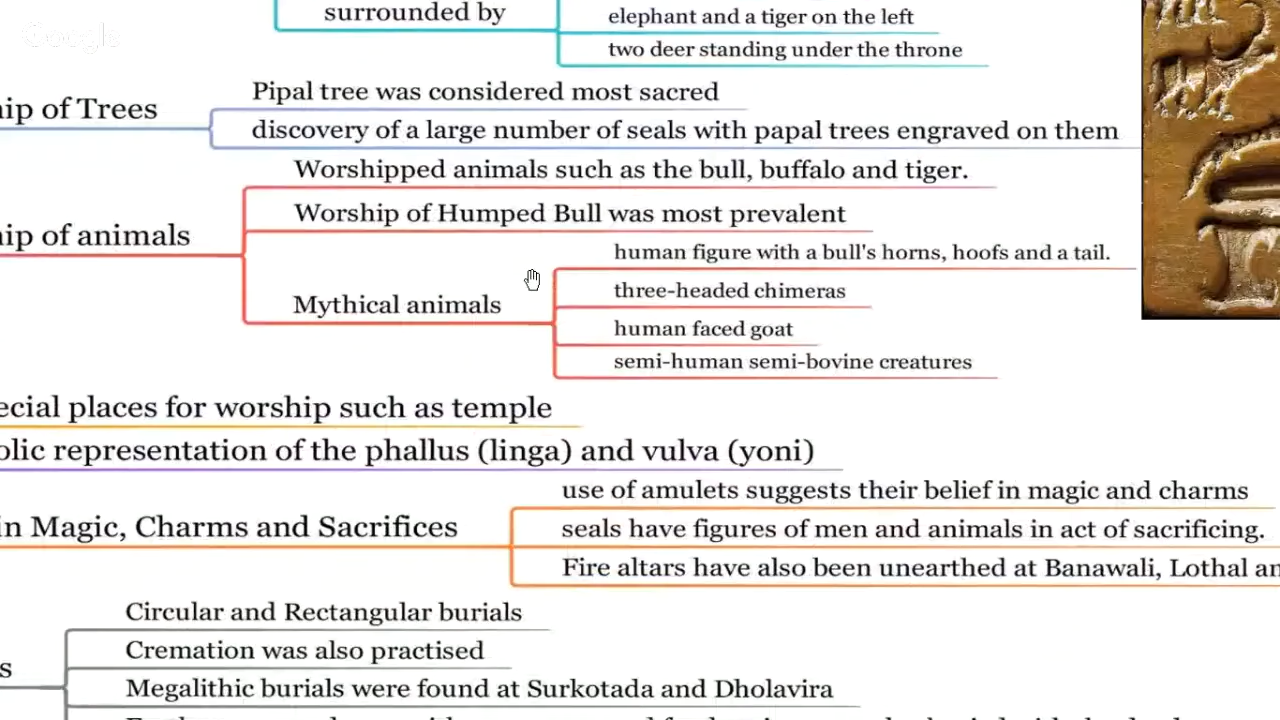 Google
surrounded by
elephant and a tiger on the left
two deer standing under the throne
ip of Trees
Pipal tree was considered most sacred
discovery of a large number of seals with papal trees engraved on them
ip of animals
Worshipped animals such as the bull, buffalo and tiger.
Worship of Humped Bull was most prevalent
Mythical animals
human figure with a bull's horns, hoofs and a tail.
three-headed chimeras
human faced goat
semi-human semi-bovine creatures
ecial places for worship such as temple
olic representation of the phallus (linga) and vulva (yoni)
in Magic, Charms and Sacrifices
use of amulets suggests their belief in magic and charms
seals have figures of men and animals in act of sacrificing.
Fire altars have also been unearthed at Banawali, Lothal an
s
Circular and Rectangular burials
Cremation was also practised
Megalithic burials were found at Surkotada and Dholavira